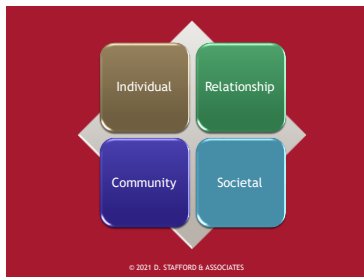 Individual
Relationship
Community
Societal
© 2021 D. STAFFORD & ASSOCIATES